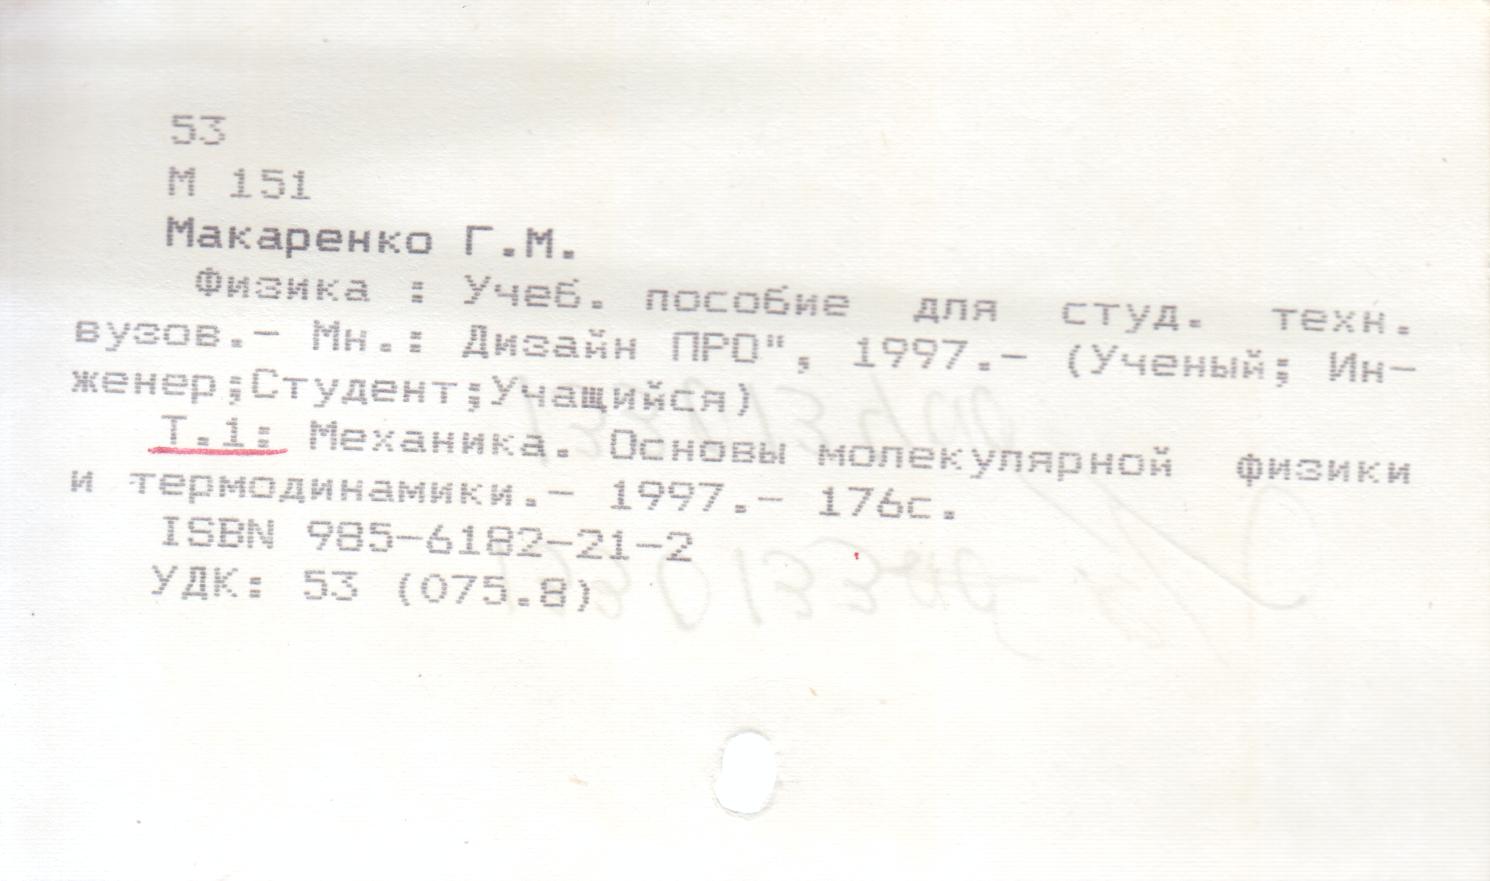 53
М 151
Макаренко Г.М.
Физика : Учеб. пособие для студ. техн.
вузов.- Мн.: Дизайн ПРО", 1997.- (Ученый; Ин-
женер;Студент;Учащийся)
Т.1: Механика. Основы молекулярной физики
и термодинамики.- 1997.- 176с.
ISBN 985-6182-21-2
УДК: 53 (075.8)